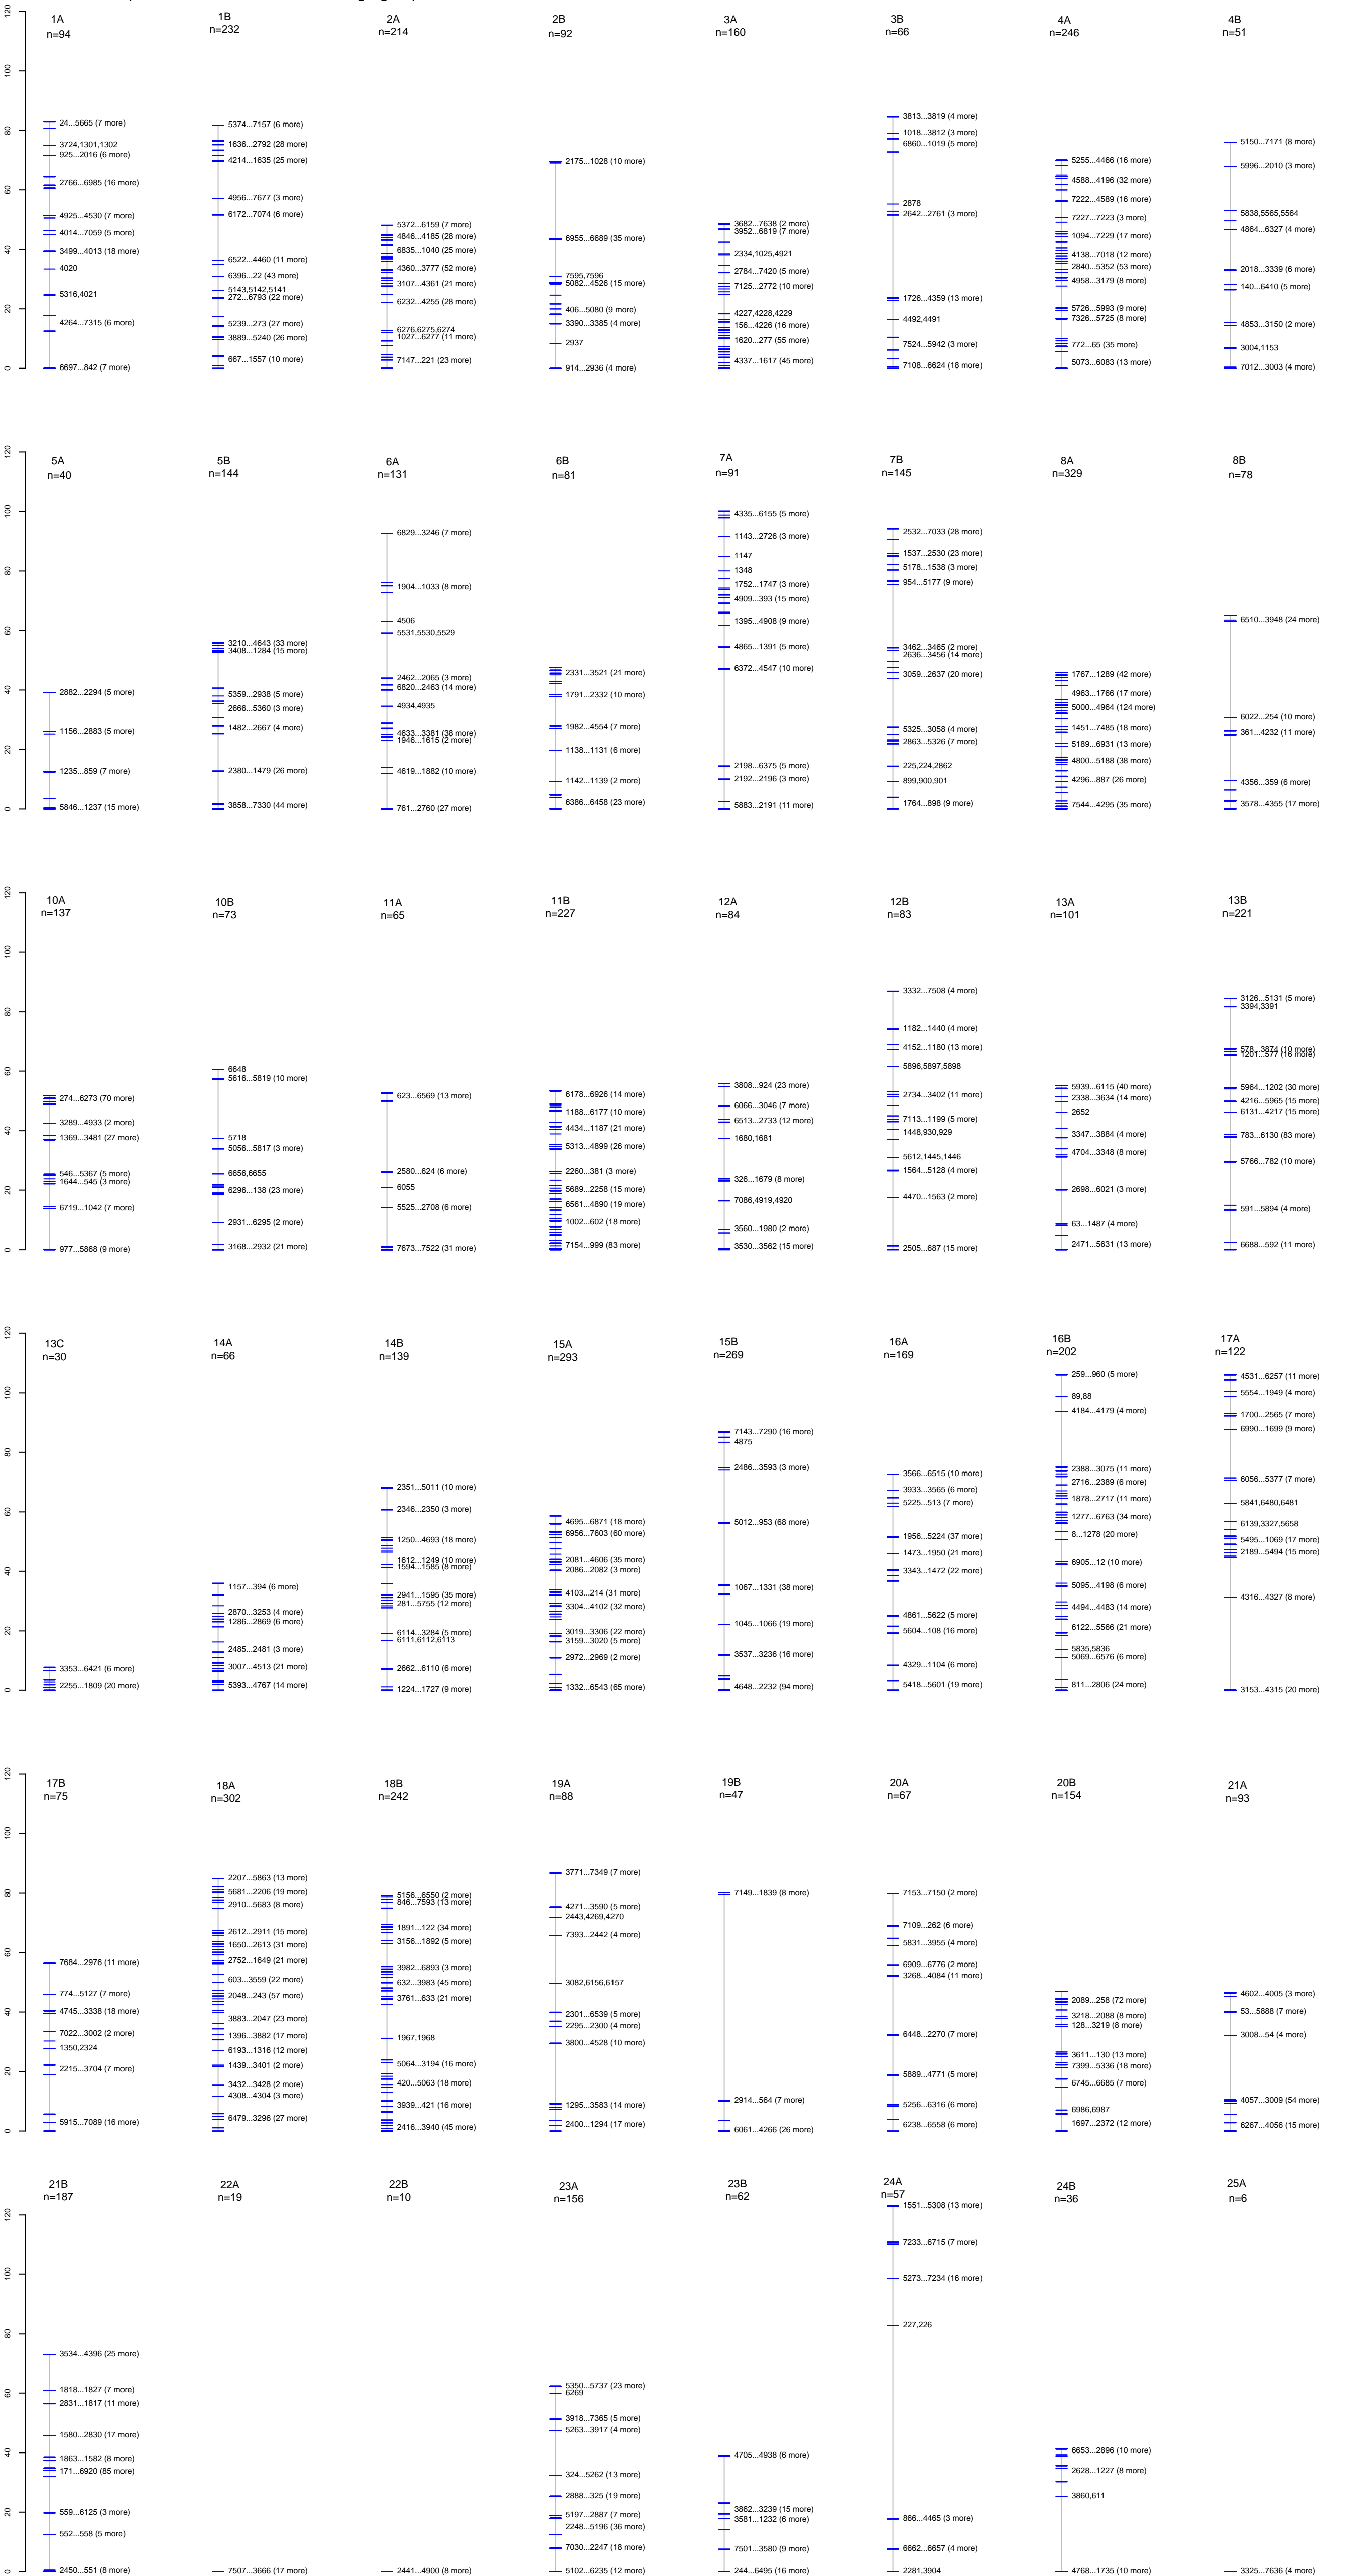 120
100
80
60
40
20
0
1A
n=94
24...5665 (7 more)
3724,1301,1302
925...2016 (6 more)
2766...6985 (16 more)
4925...4530 (7 more)
4014...7059 (5 more)
3499...4013 (18 more)
4020
5316,4021
4264...7315 (6 more)
6697...842 (7 more)
1B
n=232
5374...7157 (6 more)
1636...2792 (28 more)
4214...1635 (25 more)
4956...7677 (3 more)
6172...7074 (6 more)
6522...4460 (11 more)
6396...22 (43 more)
5143,5142,5141
272...6793 (22 more)
5239...273 (27 more)
3889...5240 (26 more)
667...1557 (10 more)
2A
n=214
5372...6159 (7 more)
4846...4185 (28 more)
6835...1040 (25 more)
4360...3777 (52 more)
3107...4361 (21 more)
6232...4255 (28 more)
6276,6275,6274
1027...6277 (11 more)
7147...221 (23 more)
2B
n=92
2175...1028 (10 more)
6955...6689 (35 more)
7595,7596
5082...4526 (15 more)
406...5080 (9 more)
3390...3385 (4 more)
2937
914...2936 (4 more)
3A
n=160
3682...7638 (2 more)
3952...6819 (7 more)
2334,1025,4921
2784...7420 (5 more)
7125...2772 (10 more)
4227,4228,4229
156...4226 (16 more)
1620...277 (55 more)
4337...1617 (45 more)
3B
n=66
3813...3819 (4 more)
1018...3812 (3 more)
6860...1019 (5 more)
2878
2642...2761 (3 more)
1726...4359 (13 more)
4492,4491
7524...5942 (3 more)
7108...6624 (18 more)
4A
n=246
5255...4466 (16 more)
4588...4196 (32 more)
7222...4589 (16 more)
7227...7223 (3 more)
1094...7229 (17 more)
4138...7018 (12 more)
2840...5352 (53 more)
4958...3179 (8 more)
5726...5993 (9 more)
7326...5725 (8 more)
772...65 (35 more)
5073...6083 (13 more)
4B
n=51
5150...7171 (8 more)
5996...2010 (3 more)
5838,5565,5564
4864...6327 (4 more)
2018...3339 (6 more)
140...6410 (5 more)
4853...3150 (2 more)
3004,1153
7012...3003 (4 more)
120
100
80
60
40
20
0
5A
n=40
2882...2294 (5 more)
1156...2883 (5 more)
1235...859 (7 more)
5846...1237 (15 more)
5B
n=144
3210...4643 (33 more)
3408...1284 (15 more)
5359...2938 (5 more)
2666...5360 (3 more)
1482...2667 (4 more)
2380...1479 (26 more)
3858...7330 (44 more)
6A
n=131
6829...3246 (7 more)
1904...1033 (8 more)
4506
5531,5530,5529
2462...2065 (3 more)
6820...2463 (14 more)
4934,4935
4633...3381 (38 more)
1946...1615 (2 more)
4619...1882 (10 more)
761...2760 (27 more)
6B
n=81
2331...3521 (21 more)
1791...2332 (10 more)
1982...4554 (7 more)
1138...1131 (6 more)
1142...1139 (2 more)
6386...6458 (23 more)
7A
n=91
4335...6155 (5 more)
1143...2726 (3 more)
1147
1348
1752...1747 (3 more)
4909...393 (15 more)
1395...4908 (9 more)
4865...1391 (5 more)
6372...4547 (10 more)
2198...6375 (5 more)
2192...2196 (3 more)
5883...2191 (11 more)
7B
n=145
2532...7033 (28 more)
1537...2530 (23 more)
5178...1538 (3 more)
954...5177 (9 more)
3462...3465 (2 more)
2636...3456 (14 more)
3059...2637 (20 more)
5325...3058 (4 more)
2863...5326 (7 more)
225,224,2862
899,900,901
1764...898 (9 more)
8A
n=329
1767...1289 (42 more)
4963...1766 (17 more)
5000...4964 (124 more)
1451...7485 (18 more)
5189...6931 (13 more)
4800...5188 (38 more)
4296...887 (26 more)
7544...4295 (35 more)
8B
n=78
6510...3948 (24 more)
6022...254 (10 more)
361...4232 (11 more)
4356...359 (6 more)
3578...4355 (17 more)
120
100
80
60
40
20
0
10A
n=137
274...6273 (70 more)
3289...4933 (2 more)
1369...3481 (27 more)
546...5367 (5 more)
1644...545 (3 more)
6719...1042 (7 more)
977...5868 (9 more)
10B
n=73
6648
5616...5819 (10 more)
5718
5056...5817 (3 more)
6656,6655
6296...138 (23 more)
2931...6295 (2 more)
3168...2932 (21 more)
11A
n=65
623...6569 (13 more)
2580...624 (6 more)
6055
5525...2708 (6 more)
7673...7522 (31 more)
11B
n=227
6178...6926 (14 more)
1188...6177 (10 more)
4434...1187 (21 more)
5313...4899 (26 more)
2260...381 (3 more)
5689...2258 (15 more)
6561...4890 (19 more)
1002...602 (18 more)
7154...999 (83 more)
12A
n=84
3808...924 (23 more)
6066...3046 (7 more)
6513...2733 (12 more)
1680,1681
326...1679 (8 more)
7086,4919,4920
3560...1980 (2 more)
3530...3562 (15 more)
12B
n=83
3332...7508 (4 more)
1182...1440 (4 more)
4152...1180 (13 more)
5896,5897,5898
2734...3402 (11 more)
7113...1199 (5 more)
1448,930,929
5612,1445,1446
1564...5128 (4 more)
4470...1563 (2 more)
2505...687 (15 more)
13A
n=101
5939...6115 (40 more)
2338...3634 (14 more)
2652
3347...3884 (4 more)
4704...3348 (8 more)
2698...6021 (3 more)
63...1487 (4 more)
2471...5631 (13 more)
13B
n=221
3126...5131 (5 more)
3394,3391
578...3874 (10 more)
1201...577 (16 more)
5964...1202 (30 more)
4216...5965 (15 more)
6131...4217 (15 more)
783...6130 (83 more)
5766...782 (10 more)
591...5894 (4 more)
6688...592 (11 more)
120
100
80
60
40
20
0
13C
n=30
3353...6421 (6 more)
2255...1809 (20 more)
14A
n=66
1157...394 (6 more)
2870...3253 (4 more)
1286...2869 (6 more)
2485...2481 (3 more)
3007...4513 (21 more)
5393...4767 (14 more)
14B
n=139
2351...5011 (10 more)
2346...2350 (3 more)
1250...4693 (18 more)
1612...1249 (10 more)
1594...1585 (8 more)
2941...1595 (35 more)
281...5755 (12 more)
6114...3284 (5 more)
6111,6112,6113
2662...6110 (6 more)
1224...1727 (9 more)
15A
n=293
4695...6871 (18 more)
6956...7603 (60 more)
2081...4606 (35 more)
2086...2082 (3 more)
4103...214 (31 more)
3304...4102 (32 more)
3019...3306 (22 more)
3159...3020 (5 more)
2972...2969 (2 more)
1332...6543 (65 more)
15B
n=269
7143...7290 (16 more)
4875
2486...3593 (3 more)
5012...953 (68 more)
1067...1331 (38 more)
1045...1066 (19 more)
3537...3236 (16 more)
4648...2232 (94 more)
16A
n=169
3566...6515 (10 more)
3933...3565 (6 more)
5225...513 (7 more)
1956...5224 (37 more)
1473...1950 (21 more)
3343...1472 (22 more)
4861...5622 (5 more)
5604...108 (16 more)
4329...1104 (6 more)
5418...5601 (19 more)
16B
n=202
259...960 (5 more)
89,88
4184...4179 (4 more)
2388...3075 (11 more)
2716...2389 (6 more)
1878...2717 (11 more)
1277...6763 (34 more)
8...1278 (20 more)
6905...12 (10 more)
5095...4198 (6 more)
4494...4483 (14 more)
6122...5566 (21 more)
5835,5836
5069...6576 (6 more)
811...2806 (24 more)
17A
n=122
4531...6257 (11 more)
5554...1949 (4 more)
1700...2565 (7 more)
6990...1699 (9 more)
6056...5377 (7 more)
5841,6480,6481
6139,3327,5658
5495...1069 (17 more)
2189...5494 (15 more)
4316...4327 (8 more)
3153...4315 (20 more)
120
100
80
60
40
20
0
17B
n=75
7684...2976 (11 more)
774...5127 (7 more)
4745...3338 (18 more)
7022...3002 (2 more)
1350,2324
2215...3704 (7 more)
5915...7089 (16 more)
18A
n=302
2207...5863 (13 more)
5681...2206 (19 more)
2910...5683 (8 more)
2612...2911 (15 more)
1650...2613 (31 more)
2752...1649 (21 more)
603...3559 (22 more)
2048...243 (57 more)
3883...2047 (23 more)
1396...3882 (17 more)
6193...1316 (12 more)
1439...3401 (2 more)
3432...3428 (2 more)
4308...4304 (3 more)
6479...3296 (27 more)
18B
n=242
5156...6550 (2 more)
846...7593 (13 more)
1891...122 (34 more)
3156...1892 (5 more)
3982...6893 (3 more)
632...3983 (45 more)
3761...633 (21 more)
1967,1968
5064...3194 (16 more)
420...5063 (18 more)
3939...421 (16 more)
2416...3940 (45 more)
19A
n=88
3771...7349 (7 more)
4271...3590 (5 more)
2443,4269,4270
7393...2442 (4 more)
3082,6156,6157
2301...6539 (5 more)
2295...2300 (4 more)
3800...4528 (10 more)
1295...3583 (14 more)
2400...1294 (17 more)
19B
n=47
7149...1839 (8 more)
2914...564 (7 more)
6061...4266 (26 more)
20A
n=67
7153...7150 (2 more)
7109...262 (6 more)
5831...3955 (4 more)
6909...6776 (2 more)
3268...4084 (11 more)
6448...2270 (7 more)
5889...4771 (5 more)
5256...6316 (6 more)
6238...6558 (6 more)
20B
n=154
2089...258 (72 more)
3218...2088 (8 more)
128...3219 (8 more)
3611...130 (13 more)
7399...5336 (18 more)
6745...6685 (7 more)
6986,6987
1697...2372 (12 more)
21A
n=93
4602...4005 (3 more)
53...5888 (7 more)
3008...54 (4 more)
4057...3009 (54 more)
6267...4056 (15 more)
120
100
80
60
40
20
0
21B
n=187
3534...4396 (25 more)
1818...1827 (7 more)
2831...1817 (11 more)
1580...2830 (17 more)
1863...1582 (8 more)
171...6920 (85 more)
559...6125 (3 more)
552...558 (5 more)
2450...551 (8 more)
22A
n=19
7507...3666 (17 more)
22B
n=10
2441...4900 (8 more)
23A
n=156
5350...5737 (23 more)
6269
3918...7365 (5 more)
5263...3917 (4 more)
324...5262 (13 more)
2888...325 (19 more)
5197...2887 (7 more)
2248...5196 (36 more)
7030...2247 (18 more)
5102...6235 (12 more)
23B
n=62
4705...4938 (6 more)
3862...3239 (15 more)
3581...1232 (6 more)
7501...3580 (9 more)
244...6495 (16 more)
24A
n=57
1551...5308 (13 more)
7233...6715 (7 more)
5273...7234 (16 more)
227,226
866...4465 (3 more)
6662...6657 (4 more)
2281,3904
24B
n=36
6653...2896 (10 more)
2628...1227 (8 more)
3860,611
4768...1735 (10 more)
25A
n=6
3325...7636 (4 more)